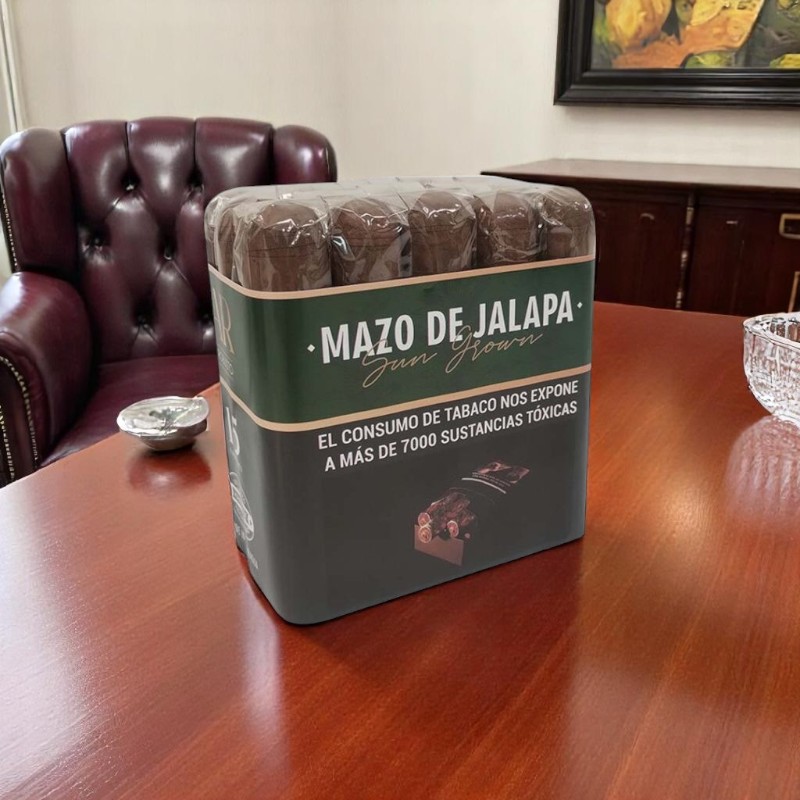 ·MAZO DE JALAPA·
Sun Grown
EL CONSUMO DE TABACO NOS EXPONE
A MÁS DE 7000 SUSTANCIAS TÓXICAS